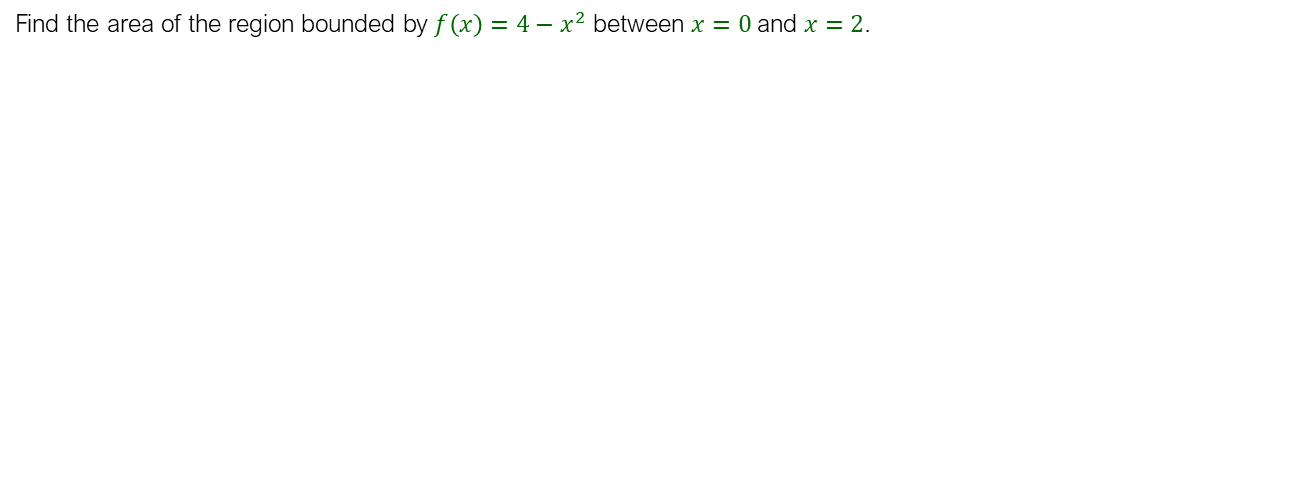 Find the area of the region bounded by f(x) = 4 − x² between x = 0 and x = 2.